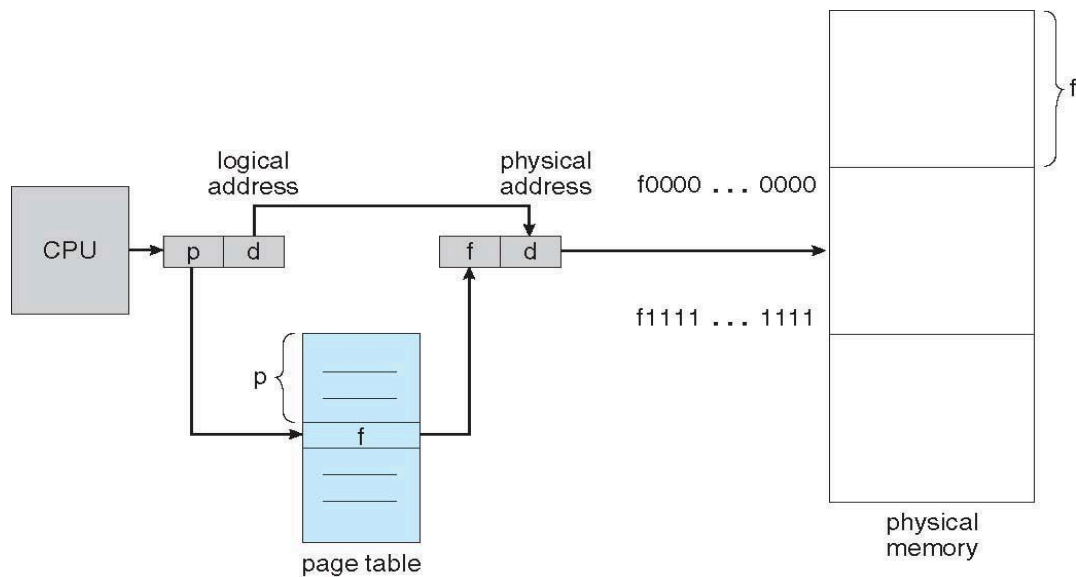 f
logical
address
physical
address
f0000 ... 0000
CPU
p d
f d
f1111 ... 1111
p
f
page table
physical
memory